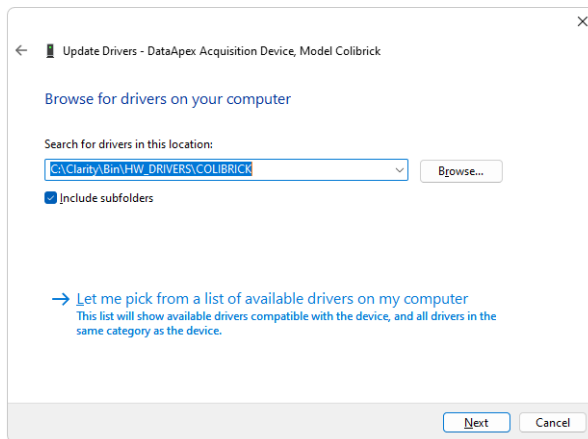 Update Drivers - DataApex Acquisition Device, Model Colibrick
Browse for drivers on your computer
Search for drivers in this location:
C:\Clarity\Bin\HW_DRIVERS\COLIBRICK
Browse...
Include subfolders
Let me pick from a list of available drivers on my computer
This list will show available drivers compatible with the device, and all drivers in the
same category as the device.
Next Cancel